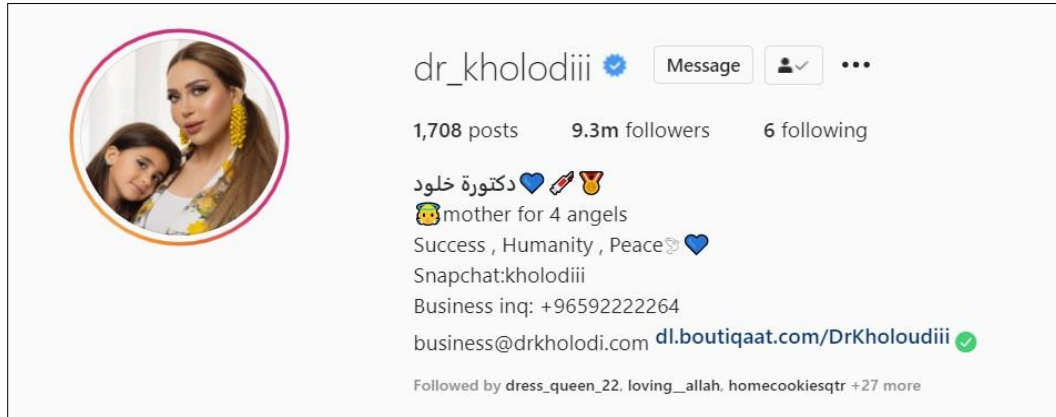 dr_kholodiii Message
1,708 posts 9.3m followers 6 following
دكتورة خلود💙💉🏅
👼mother for 4 angels
Success , Humanity , Peace🕊💙
Snapchat:kholodiii
Business inq: +96592222264
business@drkholodi.com dl.boutiqaat.com/DrKholoudiii
Followed by dress_queen_22, loving__allah, homecookiesqtr +27 more